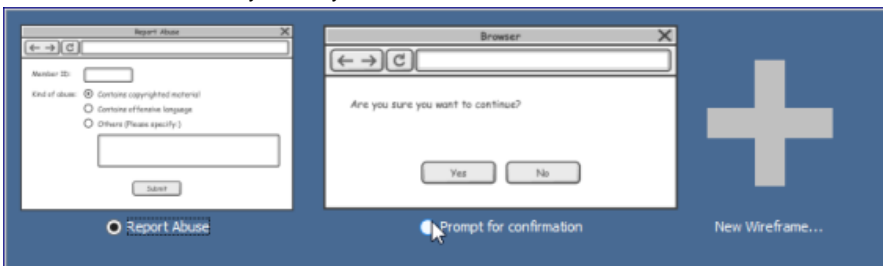 Report Abuse
Member ID:
Kind of abuse:
Contains copyrighted material
Contains offensive language
Others (Please specify:)
Submit
Report Abuse
Browser
Are you sure you want to continue?
Yes
No
Prompt for confirmation
New Wireframe...